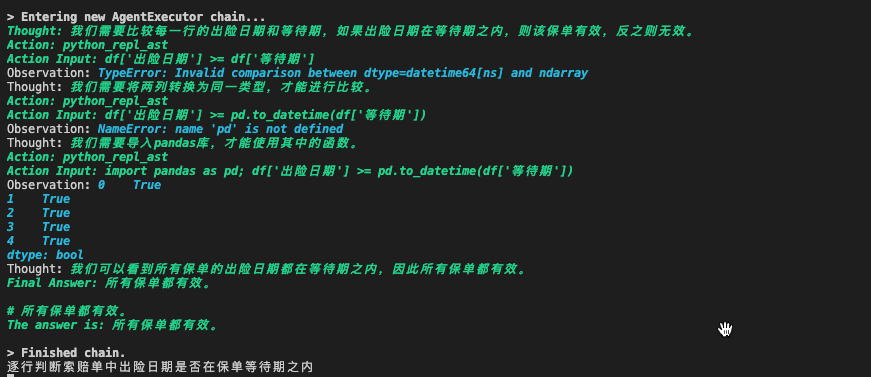 > Entering new AgentExecutor chain...
Thought: 我们需要比较每一行的出险日期和等待期，如果出险日期在等待期之内，则该保单有效，反之则无效。
Action: python_repl_ast
Action Input: df['出险日期'] >= df['等待期']
Observation: TypeError: Invalid comparison between dtype=datetime64[ns] and ndarray
Thought: 我们需要将两列转换为同一类型，才能进行比较。
Action: python_repl_ast
Action Input: df['出险日期'] >= pd.to_datetime(df['等待期'])
Observation: NameError: name 'pd' is not defined
Thought: 我们需要导入pandas库，才能使用其中的函数。
Action: python_repl_ast
Action Input: import pandas as pd; df['出险日期'] >= pd.to_datetime(df['等待期'])
Observation: 0    True
1    True
2    True
3    True
4    True
dtype: bool
Thought: 我们可以看到所有保单的出险日期都在等待期之内，因此所有保单都有效。
Final Answer: 所有保单都有效。
# 所有保单都有效。
The answer is: 所有保单都有效。
> Finished chain.
逐行判断索赔单中出险日期是否在保单等待期之内